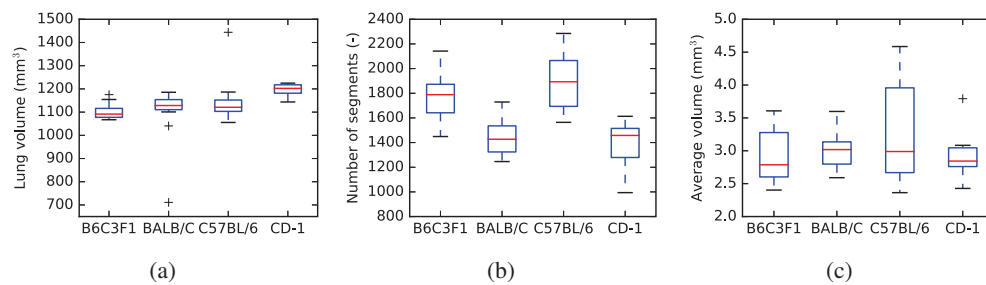 Lung volume (mm³)
1500
1400
1300
1200
1100
1000
900
800
700
B6C3F1 BALB/C C57BL/6 CD-1
(a)
Number of segments (-)
2400
2200
2000
1800
1600
1400
1200
1000
800
B6C3F1 BALB/C C57BL/6 CD-1
(b)
Average volume (mm³)
5.0
4.5
4.0
3.5
3.0
2.5
2.0
B6C3F1 BALB/C C57BL/6 CD-1
(c)